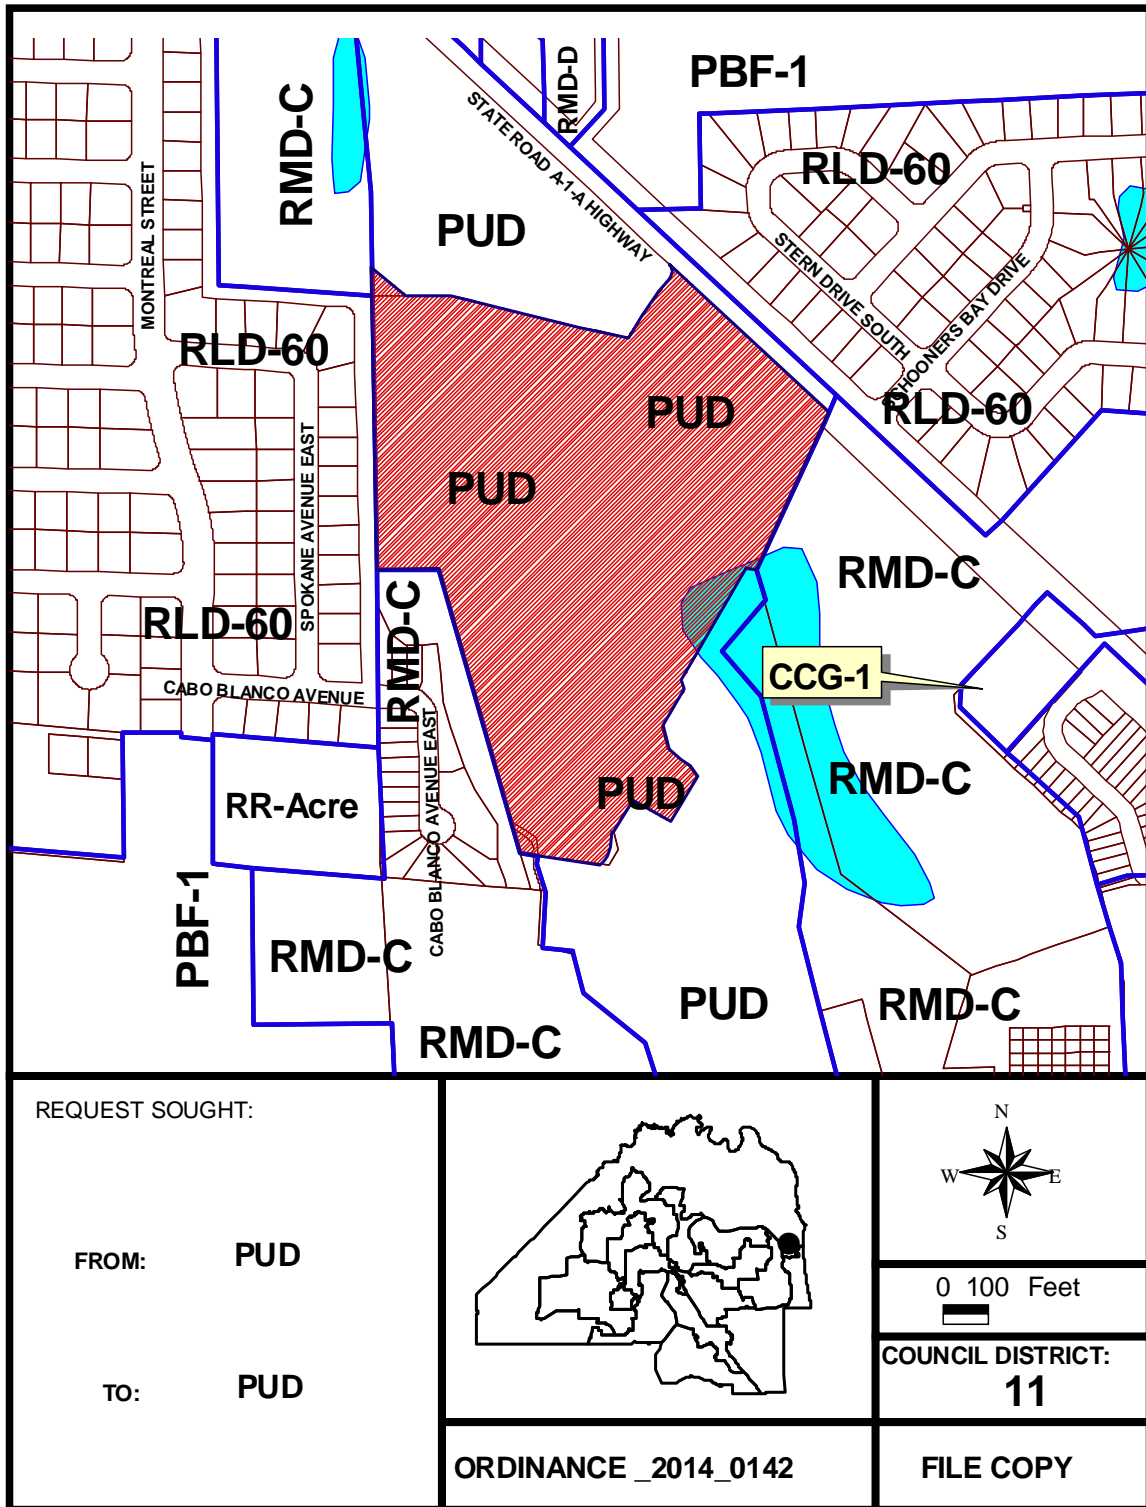 PBF-1
RMD-D
RMD-C
STATE ROAD A-1-A HIGHWAY
RLD-60
MONTREAL STREET
PUD
STERN DRIVE SOUTH
SCHOONERS BAY DRIVE
RLD-60
RLD-60
PUD
PUD
SPOKANE AVENUE EAST
RMD-C
RLD-60
RMD-C
CCG-1
CABO BLANCO AVENUE
RMD-C
PUD
RR-Acre
CABO BLANCO AVENUE EAST
PBF-1
RMD-C
PUD
RMD-C
RMD-C
REQUEST SOUGHT:
FROM: PUD
TO: PUD
N
W E
S
0 100 Feet
COUNCIL DISTRICT:
11
ORDINANCE _2014_0142
FILE COPY